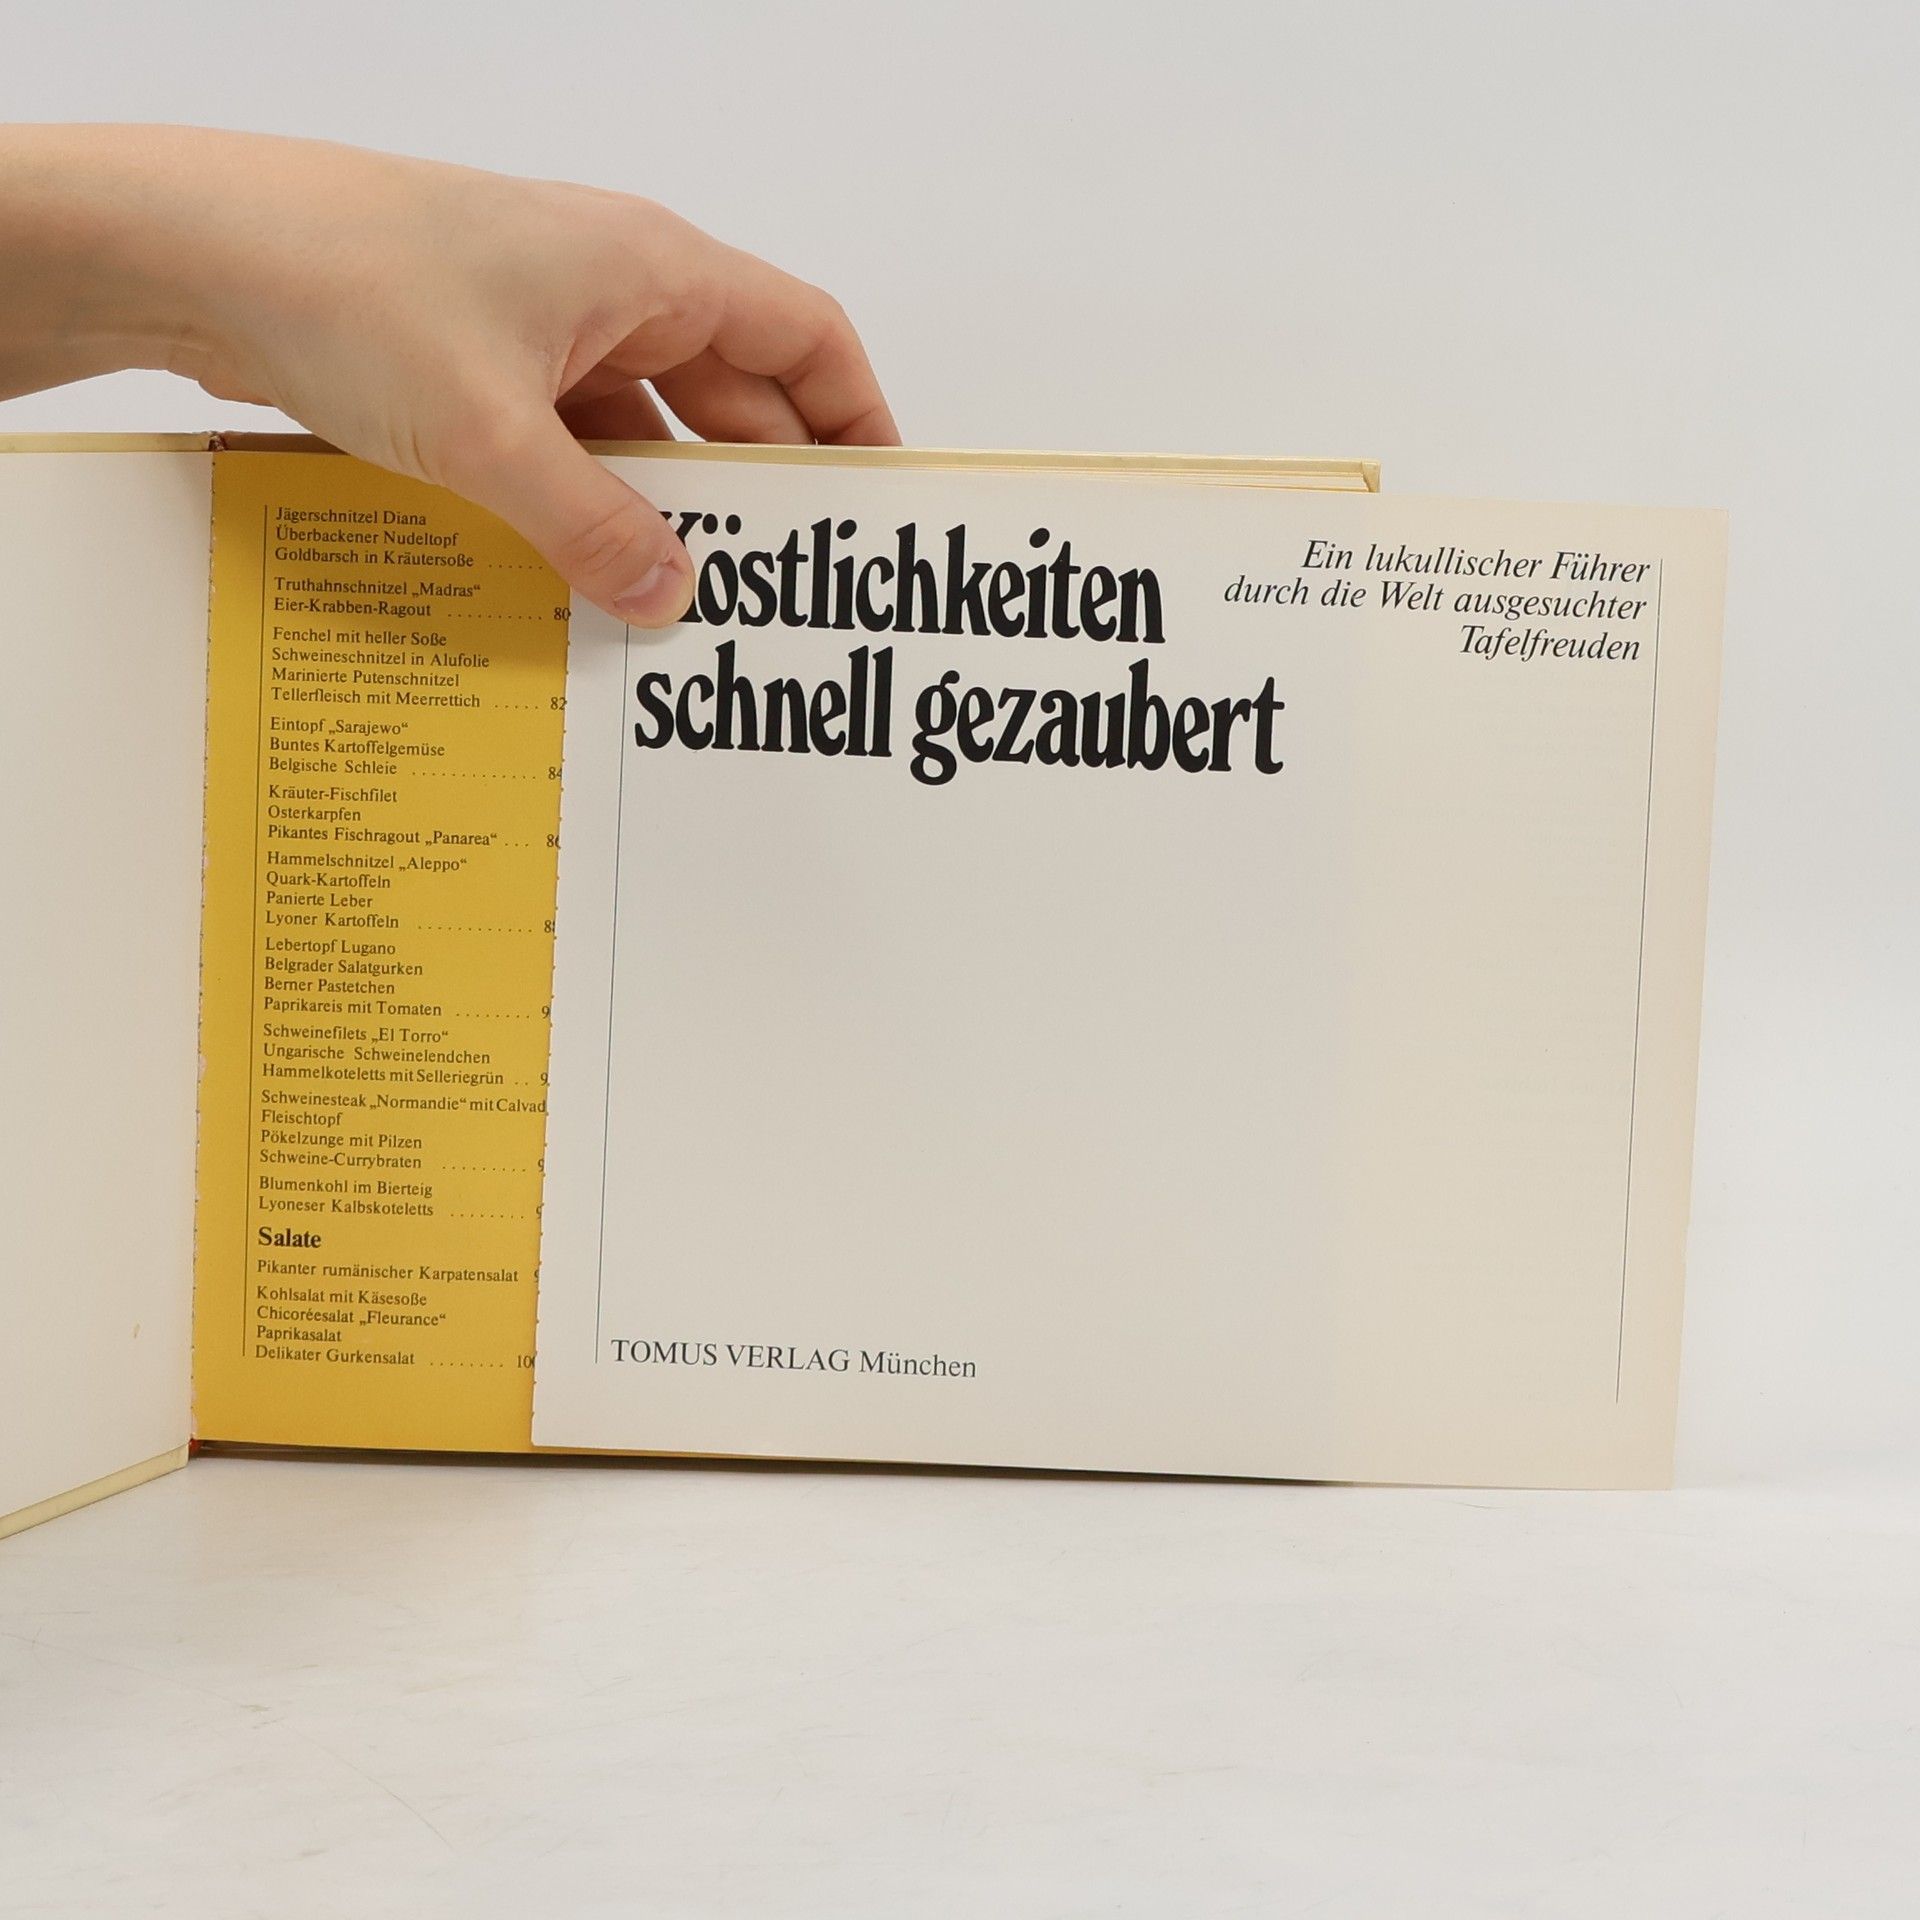 Jägerschnitzel Diana
Überbackener Nudeltopf
Goldbarsch in Kräutersoße ......
Truthahnschnitzel „Madras“
Eier-Krabben-Ragout .......... 80
Fenchel mit heller Soße
Schweineschnitzel in Alufolie
Marinierte Putenschnitzel
Tellerfleisch mit Meerrettich ..... 82
Eintopf „Sarajewo“
Buntes Kartoffelgemüse
Belgische Schleie ............. 84
Kräuter-Fischfilet
Osterkarpfen
Pikantes Fischragout „Panarea“ ...
Hammelschnitzel „Aleppo“
Quark-Kartoffeln
Panierte Leber
Lyoner Kartoffeln ............
Lebertopf Lugano
Belgrader Salatgurken
Berner Pastetchen
Paprikareis mit Tomaten ........
Schweinefilets „El Torro“
Ungarische Schweinelendchen
Hammelkoteletts mit Selleriegrün ..
Schweinesteak „Normandie“ mit Calvad
Fleischtopf
Pökelzunge mit Pilzen
Schweine-Currybraten .........
Blumenkohl im Bierteig
Lyoneser Kalbskoteletts ........
Salate
Pikanter rumänischer Karpatensalat
Kohlsalat mit Käsesoße
Chicoréesalat „Fleurance“
Paprikasalat
Delikater Gurkensalat ........
Köstlichkeiten
schnell gezaubert
Ein lukullischer Führer
durch die Welt ausgesuchter
Tafelfreuden
TOMUS VERLAG München